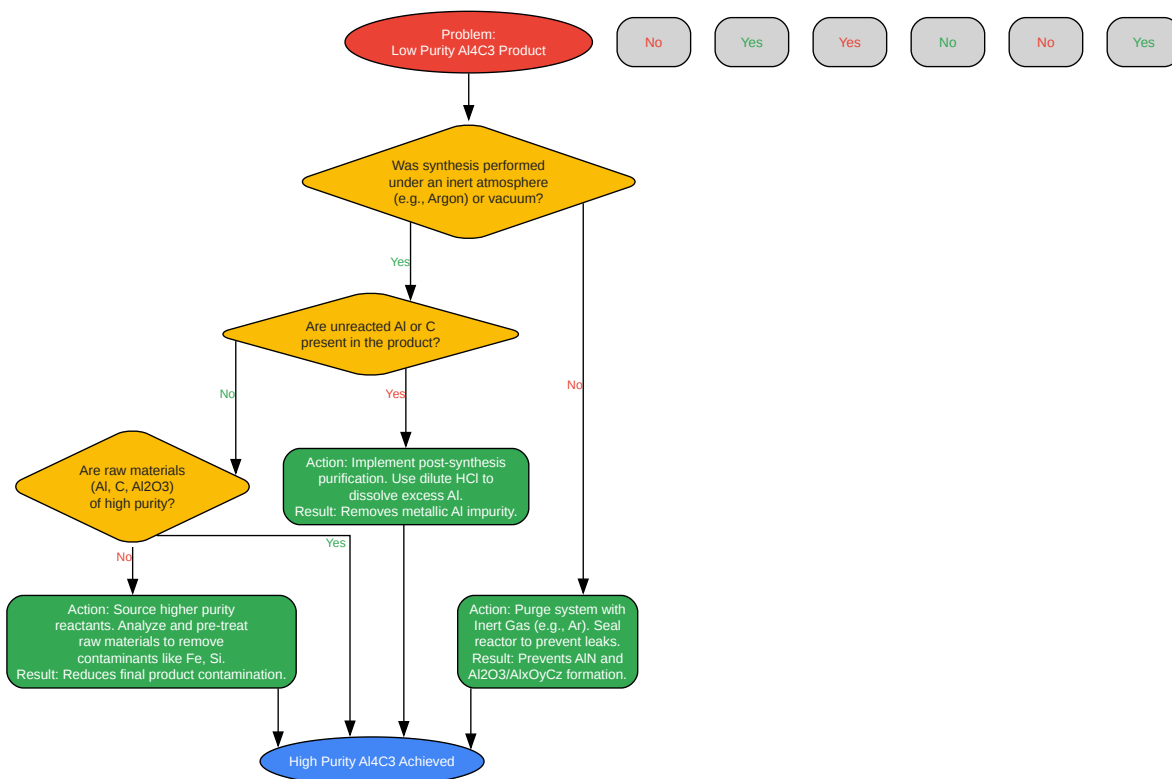 Problem:
Low Purity Al4C3 Product
No
Yes
Yes
No
No
Yes
Was synthesis performed
under an inert atmosphere
(e.g., Argon) or vacuum?
Yes
Are unreacted Al or C
present in the product?
No
Yes
No
Are raw materials
(Al, C, Al2O3)
of high purity?
Action: Implement post-synthesis
purification. Use dilute HCl to
dissolve excess Al.
Result: Removes metallic Al impurity.
Yes
No
Action: Source higher purity
reactants. Analyze and pre-treat
raw materials to remove
contaminants like Fe, Si.
Result: Reduces final product contamination.
Action: Purge system with
Inert Gas (e.g., Ar). Seal
reactor to prevent leaks.
Result: Prevents AlN and
Al2O3/AlxOyCz formation.
High Purity Al4C3 Achieved